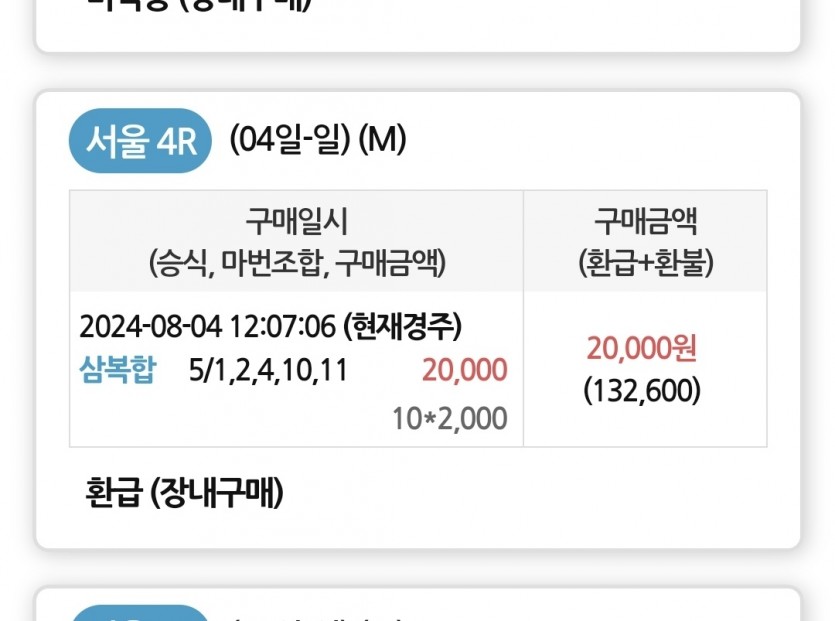 서울 4R (04일-일) (M)
구매일시
(승식, 마번조합, 구매금액)
구매금액
(환급+환불)
2024-08-04 12:07:06 (현재경주)
삼복합 5/1,2,4,10,11 20,000
10*2,000
20,000원
(132,600)
환급 (장내구매)